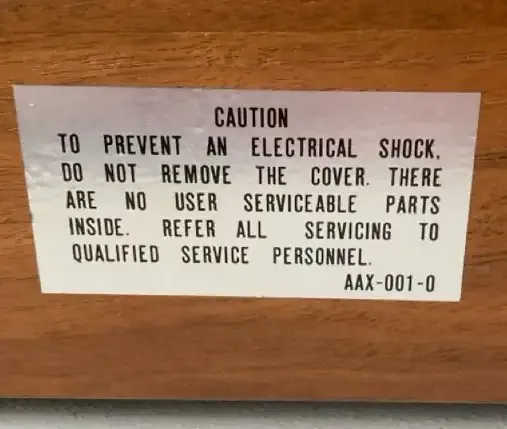 CAUTION
TO PREVENT AN ELECTRICAL SHOCK,
DO NOT REMOVE THE COVER. THERE
ARE NO USER SERVICEABLE PARTS
INSIDE. REFER ALL SERVICING TO
QUALIFIED SERVICE PERSONNEL.
AAX-001-0